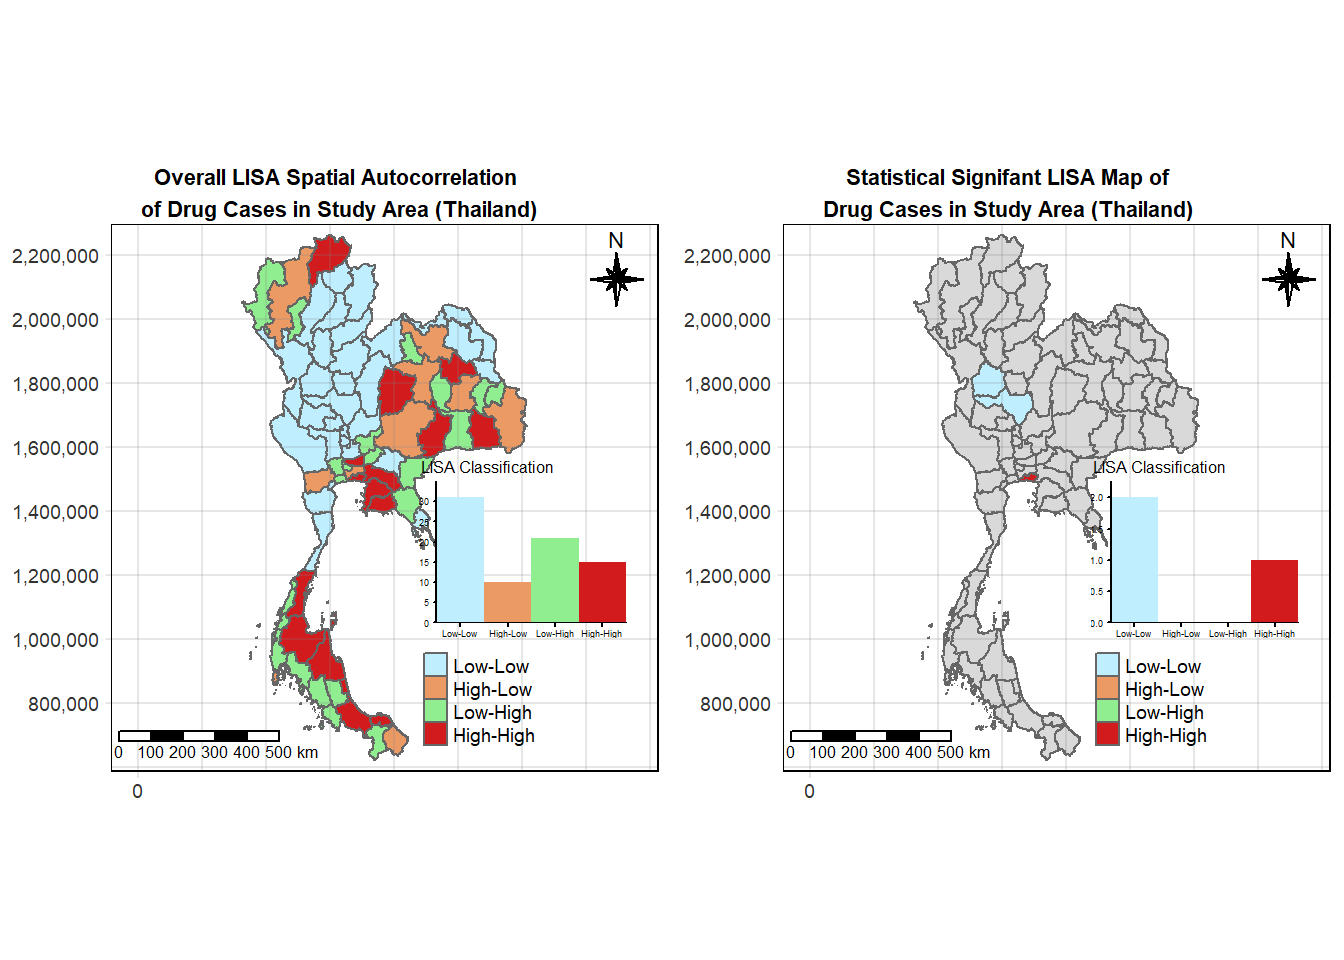 Overall LISA Spatial Autocorrelation
of Drug Cases in Study Area (Thailand)
N
2,200,000
2,000,000
1,800,000
1,600,000
1,400,000
1,200,000
1,000,000
800,000
LISA Classification
30
25
20
15
10
5
0
Low-Low
High-Low
Low-High
High-High
Low-Low
High-Low
Low-High
High-High
0 100 200 300 400 500 km
0
Statistical Signifant LISA Map of
Drug Cases in Study Area (Thailand)
N
2,200,000
2,000,000
1,800,000
1,600,000
1,400,000
1,200,000
1,000,000
800,000
LISA Classification
2.0
1.5
1.0
0.5
0.0
Low-Low
High-Low
Low-High
High-High
Low-Low
High-Low
Low-High
High-High
0 100 200 300 400 500 km
0